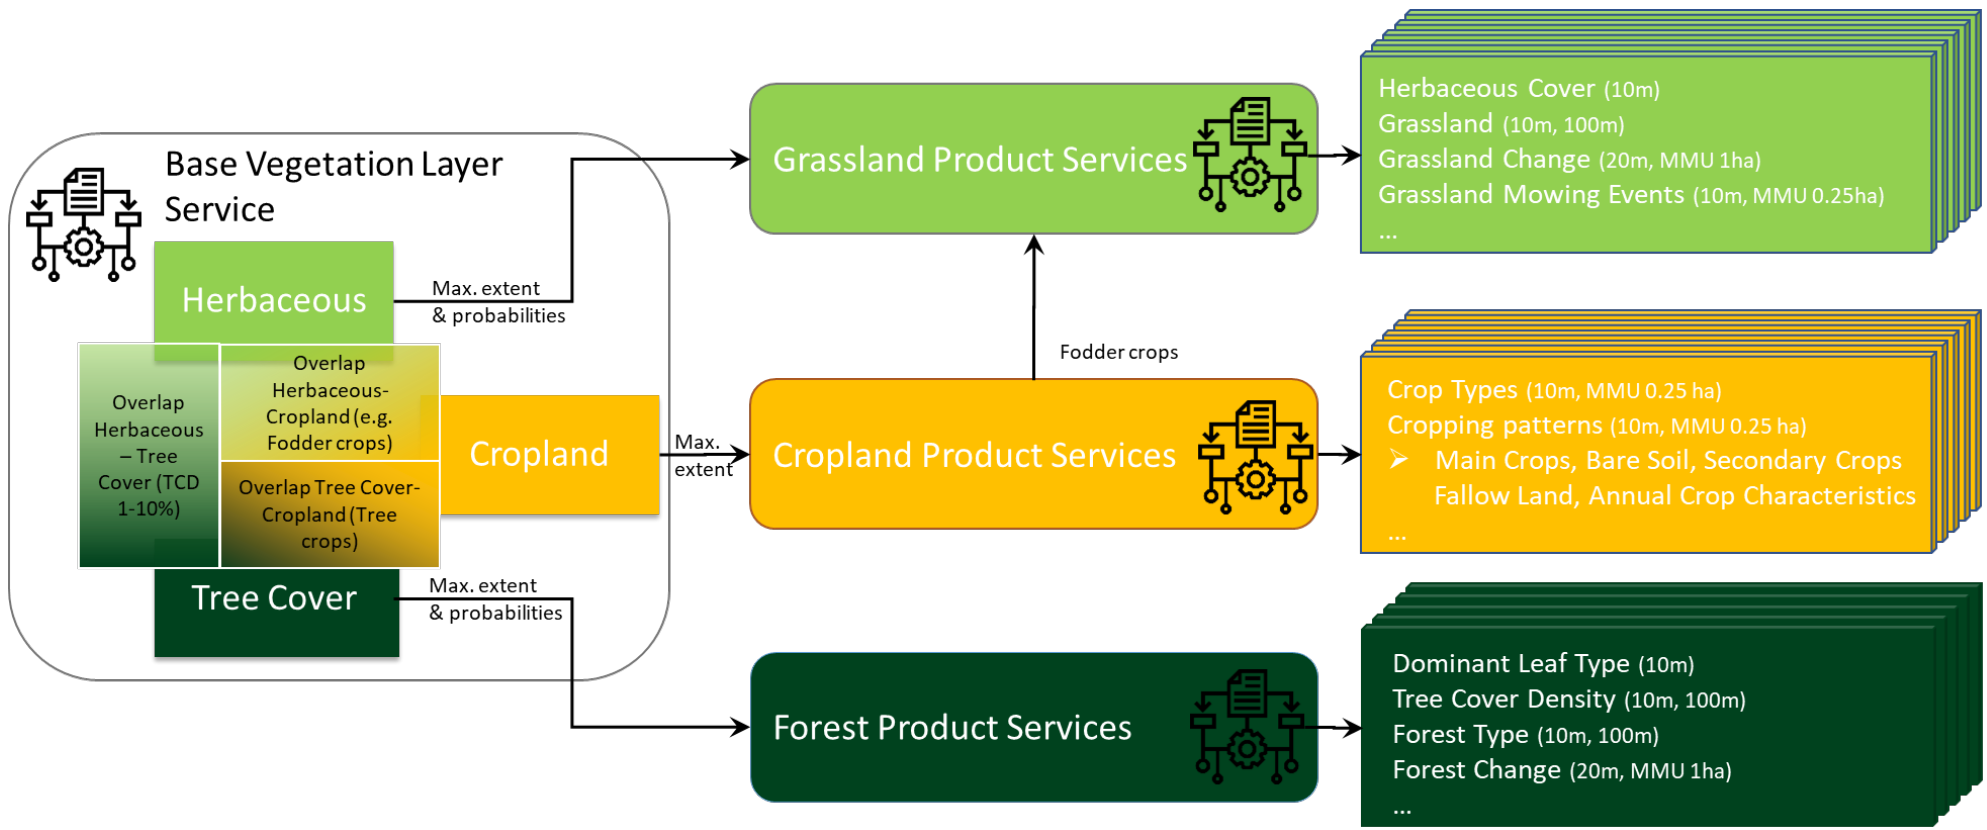 Base Vegetation Layer
Service
Herbaceous
Max. extent
& probabilities
Overlap
Herbaceous
– Tree
Cover (TCD
1-10%)
Overlap
Herbaceous-
Cropland (e.g.
Fodder crops)
Overlap Tree Cover-
Cropland (Tree
crops)
Cropland
Max.
extent
Tree Cover
Max. extent
& probabilities
Grassland Product Services
Fodder crops
Cropland Product Services
Forest Product Services
Herbaceous Cover (10m)
Grassland (10m, 100m)
Grassland Change (20m, MMU 1ha)
Grassland Mowing Events (10m, MMU 0.25ha)
...
Crop Types (10m, MMU 0.25 ha)
Cropping patterns (10m, MMU 0.25 ha)
➢ Main Crops, Bare Soil, Secondary Crops
Fallow Land, Annual Crop Characteristics
...
Dominant Leaf Type (10m)
Tree Cover Density (10m, 100m)
Forest Type (10m, 100m)
Forest Change (20m, MMU 1ha)
...